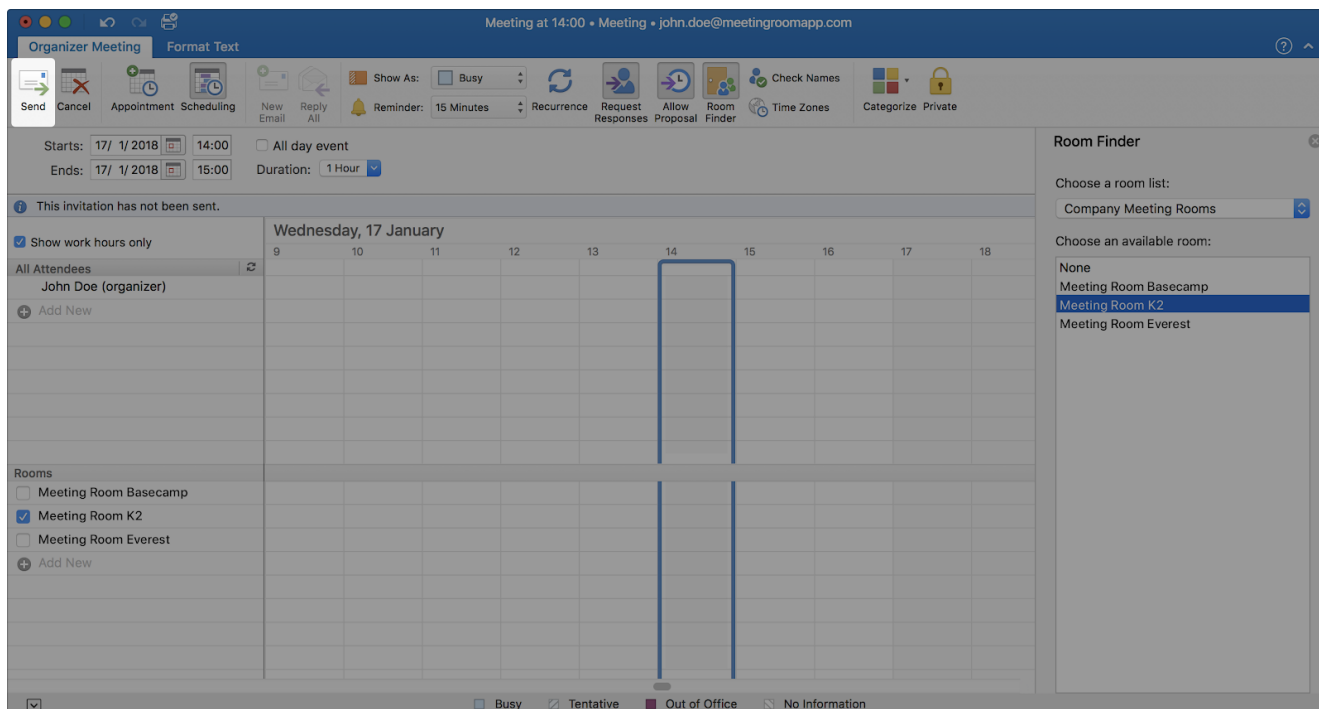 Meeting at 14:00 • Meeting • john.doe@meetingroomapp.com
Organizer Meeting Format Text ?
Send Cancel Appointment Scheduling New Email Reply All Show As: Busy Recurrence Request Responses Allow Proposal Room Finder Check Names Categorize Private
Reminder: 15 Minutes Time Zones
Starts: 17/ 1/2018 14:00 All day event
Ends: 17/ 1/2018 15:00 Duration: 1 Hour
This invitation has not been sent.
Show work hours only
Wednesday, 17 January
9 10 11 12 13 14 15 16 17 18
All Attendees
John Doe (organizer)
Add New
Rooms
Meeting Room Basecamp
Meeting Room K2
Meeting Room Everest
Add New
Busy Tentative Out of Office No Information
Room Finder
Choose a room list:
Company Meeting Rooms
Choose an available room:
None
Meeting Room Basecamp
Meeting Room K2
Meeting Room Everest